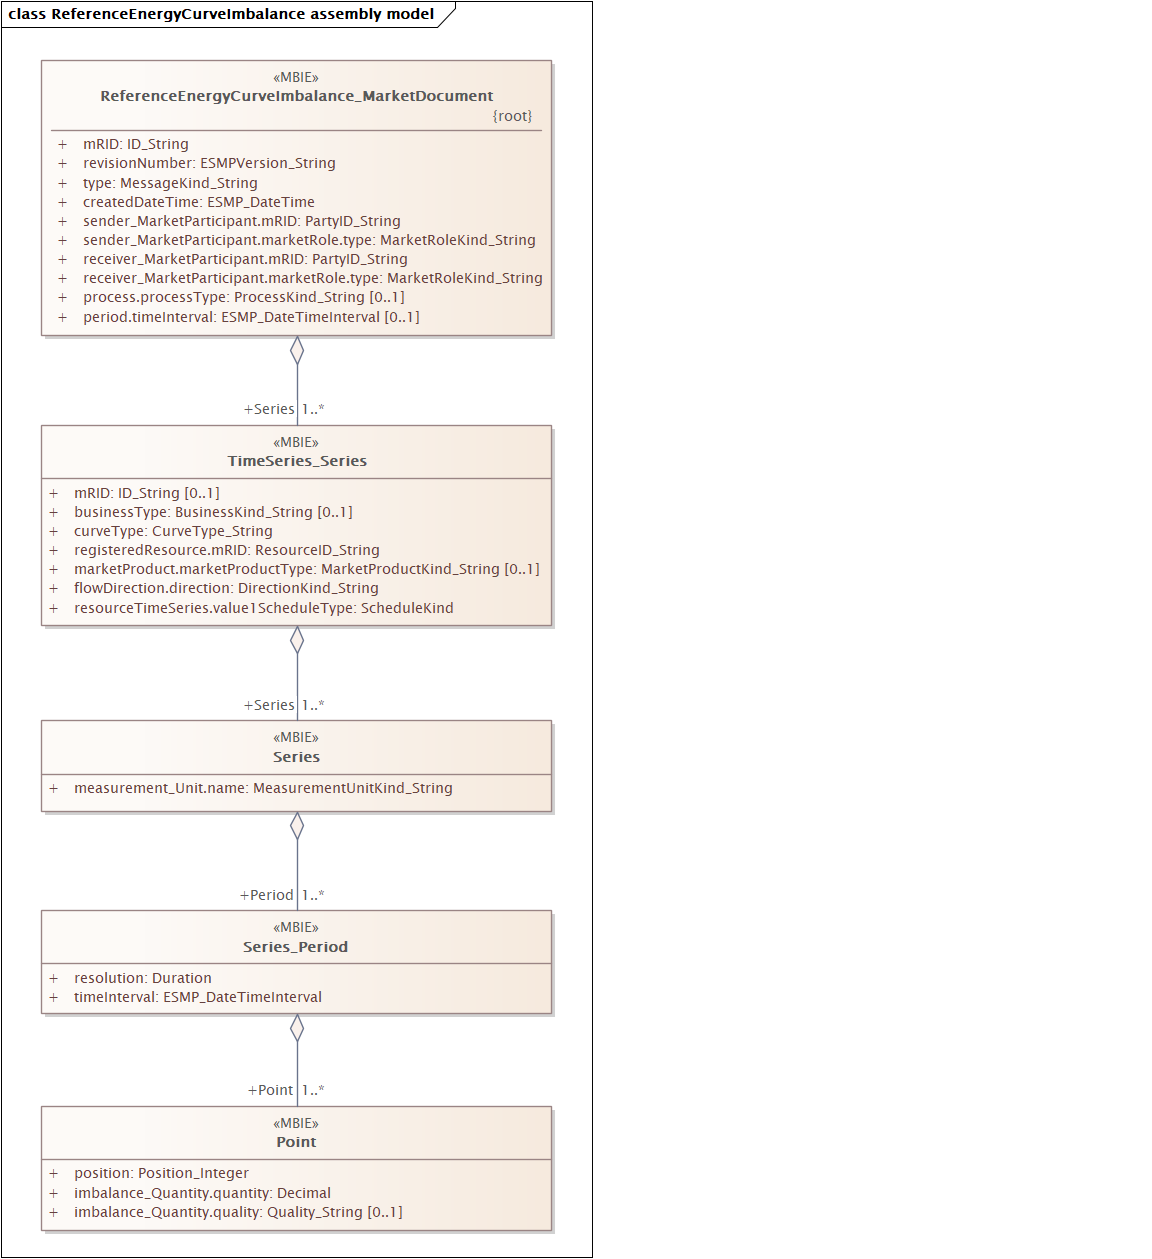 class ReferenceEnergyCurveImbalance assembly model
«MBIE»
ReferenceEnergyCurveImbalance_MarketDocument
{root}
+ mRID: ID_String
+ revisionNumber: ESMPVersion_String
+ type: MessageKind_String
+ createdDateTime: ESMP_DateTime
+ sender_MarketParticipant.mRID: PartyID_String
+ sender_MarketParticipant.marketRole.type: MarketRoleKind_String
+ receiver_MarketParticipant.mRID: PartyID_String
+ receiver_MarketParticipant.marketRole.type: MarketRoleKind_String
+ process.processType: ProcessKind_String [0..1]
+ period.timeInterval: ESMP_DateTimeInterval [0..1]
+Series 1..*
«MBIE»
TimeSeries_Series
+ mRID: ID_String [0..1]
+ businessType: BusinessKind_String [0..1]
+ curveType: CurveType_String
+ registeredResource.mRID: ResourceID_String
+ marketProduct.marketProductType: MarketProductKind_String [0..1]
+ flowDirection.direction: DirectionKind_String
+ resourceTimeSeries.value1ScheduleType: ScheduleKind
+Series 1..*
«MBIE»
Series
+ measurement_Unit.name: MeasurementUnitKind_String
+Period 1..*
«MBIE»
Series_Period
+ resolution: Duration
+ timeInterval: ESMP_DateTimeInterval
+Point 1..*
«MBIE»
Point
+ position: Position_Integer
+ imbalance_Quantity.quantity: Decimal
+ imbalance_Quantity.quality: Quality_String [0..1]